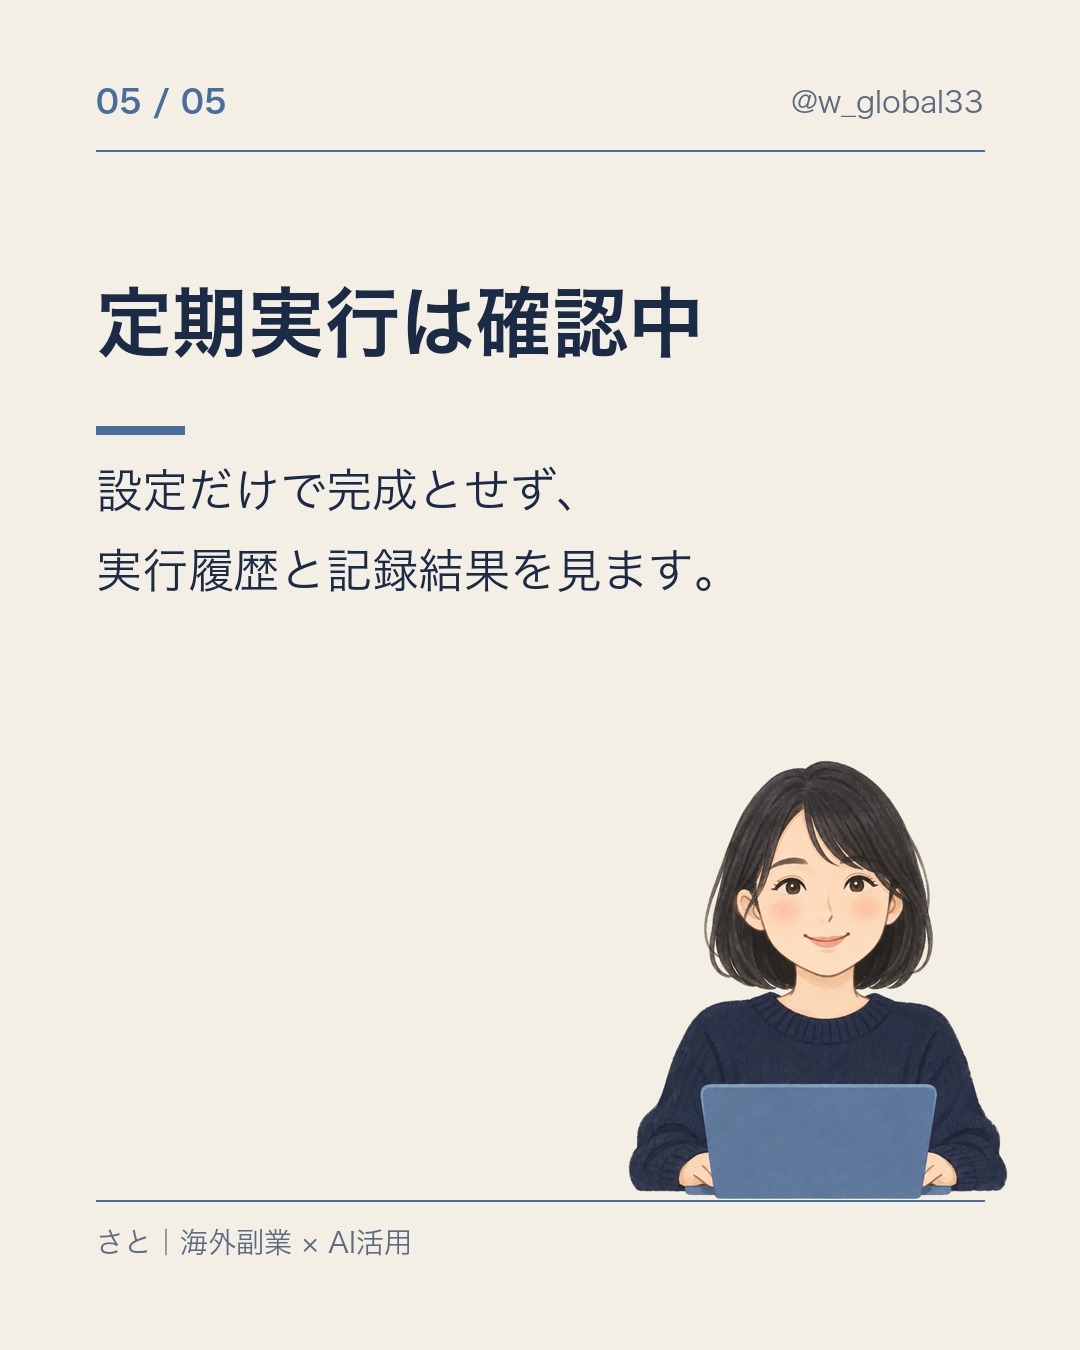 05 / 05
@w_global33
定期実行は確認中
設定だけで完成とせず、
実行履歴と記録結果を見ます。
さと｜海外副業 × AI活用